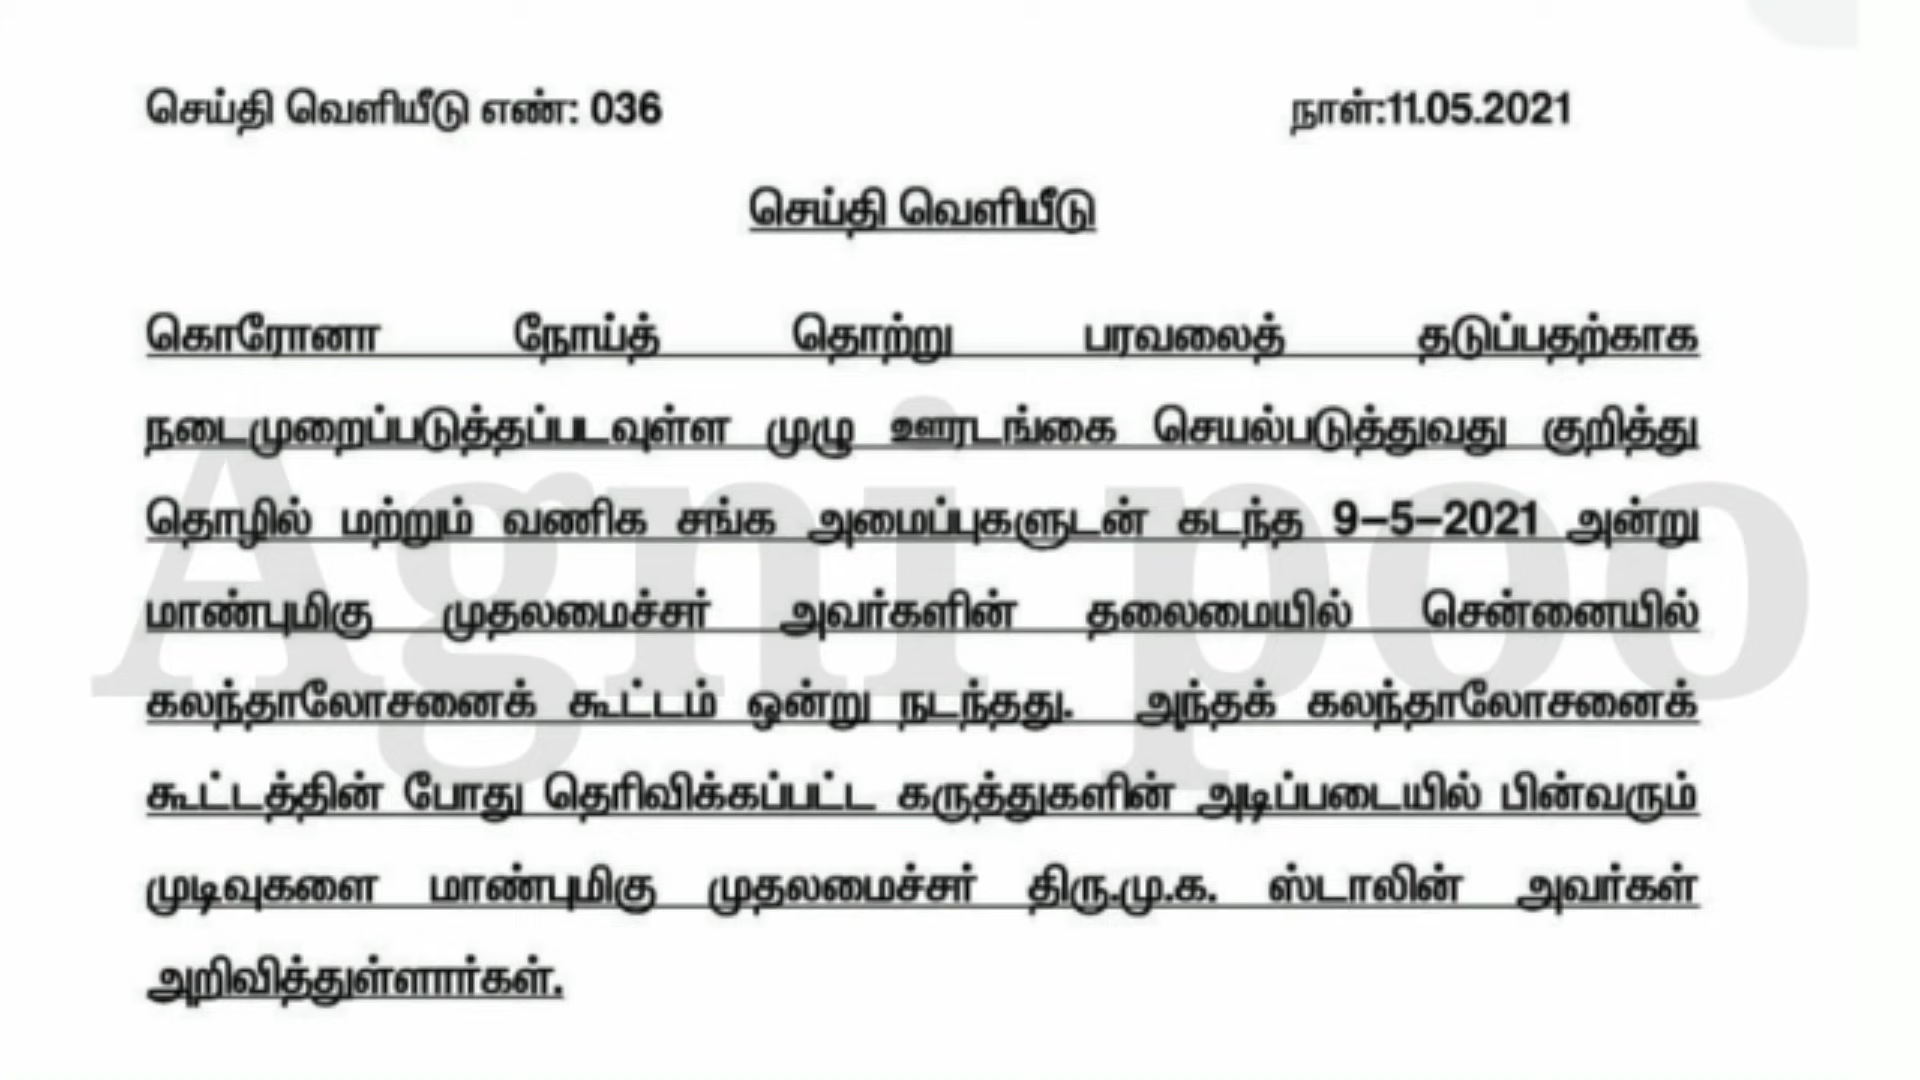 செய்தி வெளியீடு எண்: 036 நாள்:11.05.2021
செய்தி வெளியீடு
கொரோனா நோய்த் தொற்று பரவலைத் தடுப்பதற்காக
நடைமுறைப்படுத்தப்படவுள்ள முழு ஊரடங்கை செயல்படுத்துவது குறித்து
தொழில் மற்றும் வணிக சங்க அமைப்புகளுடன் கடந்த 9–5–2021 அன்று
மாண்புமிகு முதலமைச்சர் அவர்களின் தலைமையில் சென்னையில்
கலந்தாலோசனைக் கூட்டம் ஒன்று நடந்தது. அந்தக் கலந்தாலோசனைக்
கூட்டத்தின் போது தெரிவிக்கப்பட்ட கருத்துகளின் அடிப்படையில் பின்வரும்
முடிவுகளை மாண்புமிகு முதலமைச்சர் திரு.மு.க. ஸ்டாலின் அவர்கள்
அறிவித்துள்ளார்கள்.
Agni poo